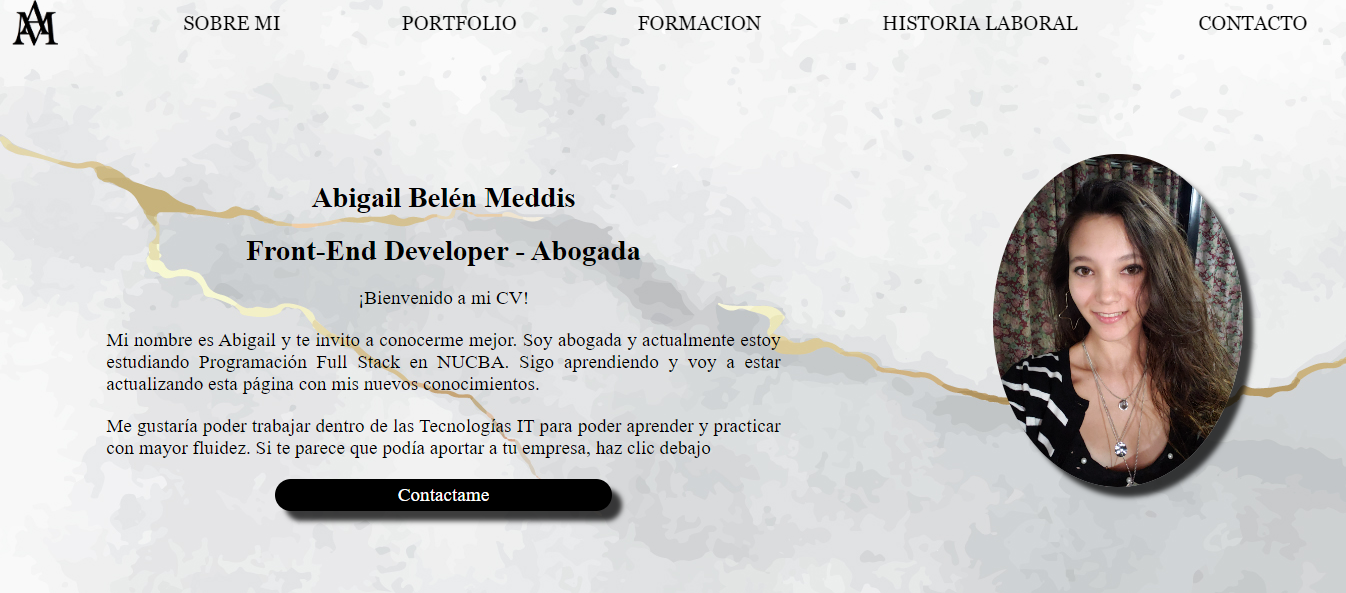 AM
SOBRE MI
PORTFOLIO
FORMACION
HISTORIA LABORAL
CONTACTO
Abigail Belén Meddis
Front-End Developer - Abogada
¡Bienvenido a mi CV!
Mi nombre es Abigail y te invito a conocerme mejor. Soy abogada y actualmente estoy
estudiando Programación Full Stack en NUCBA. Sigo aprendiendo y voy a estar
actualizando esta página con mis nuevos conocimientos.
Me gustaría poder trabajar dentro de las Tecnologías IT para poder aprender y practicar
con mayor fluidez. Si te parece que podía aportar a tu empresa, haz clic debajo
Contactame